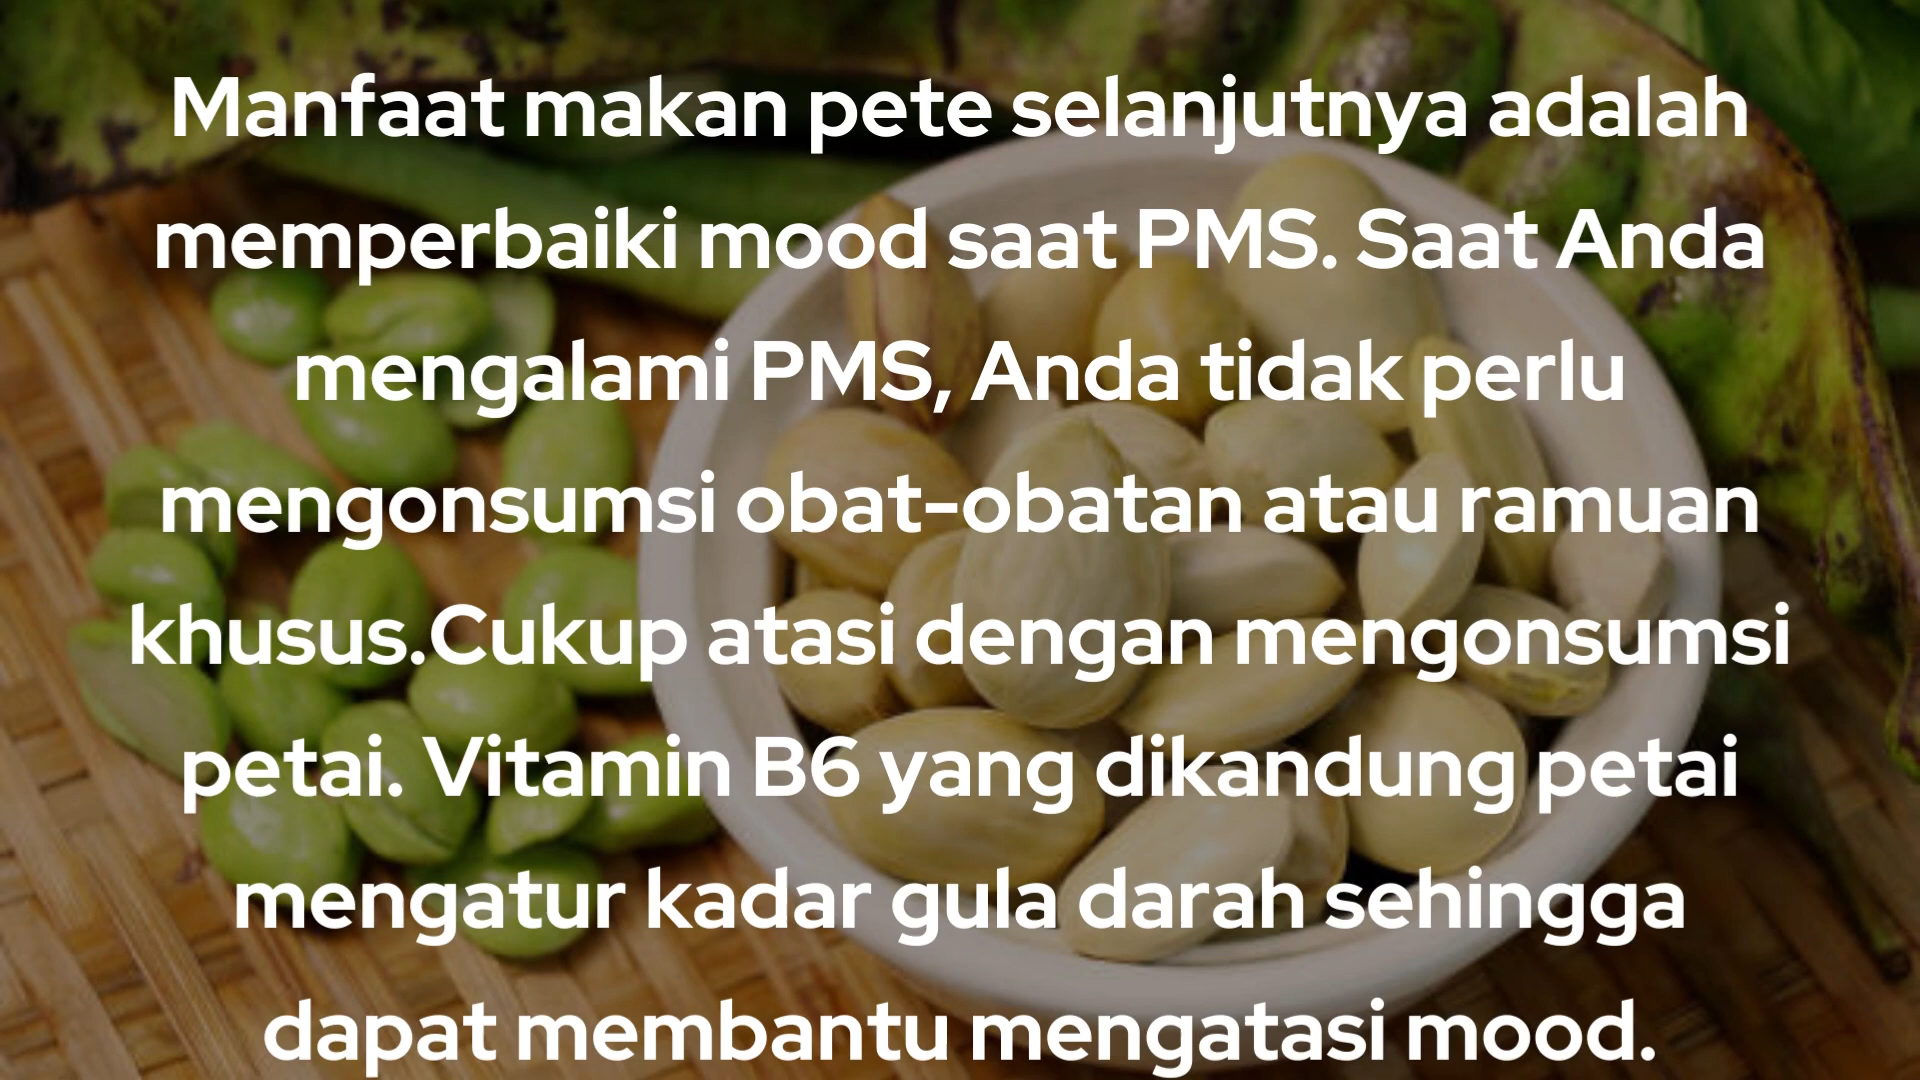 Manfaat makan pete selanjutnya adalah
memperbaiki mood saat PMS. Saat Anda
mengalami PMS, Anda tidak perlu
mengonsumsi obat-obatan atau ramuan
khusus.Cukup atasi dengan mengonsumsi
petai. Vitamin B6 yang dikandung petai
mengatur kadar gula darah sehingga
dapat membantu mengatasi mood.